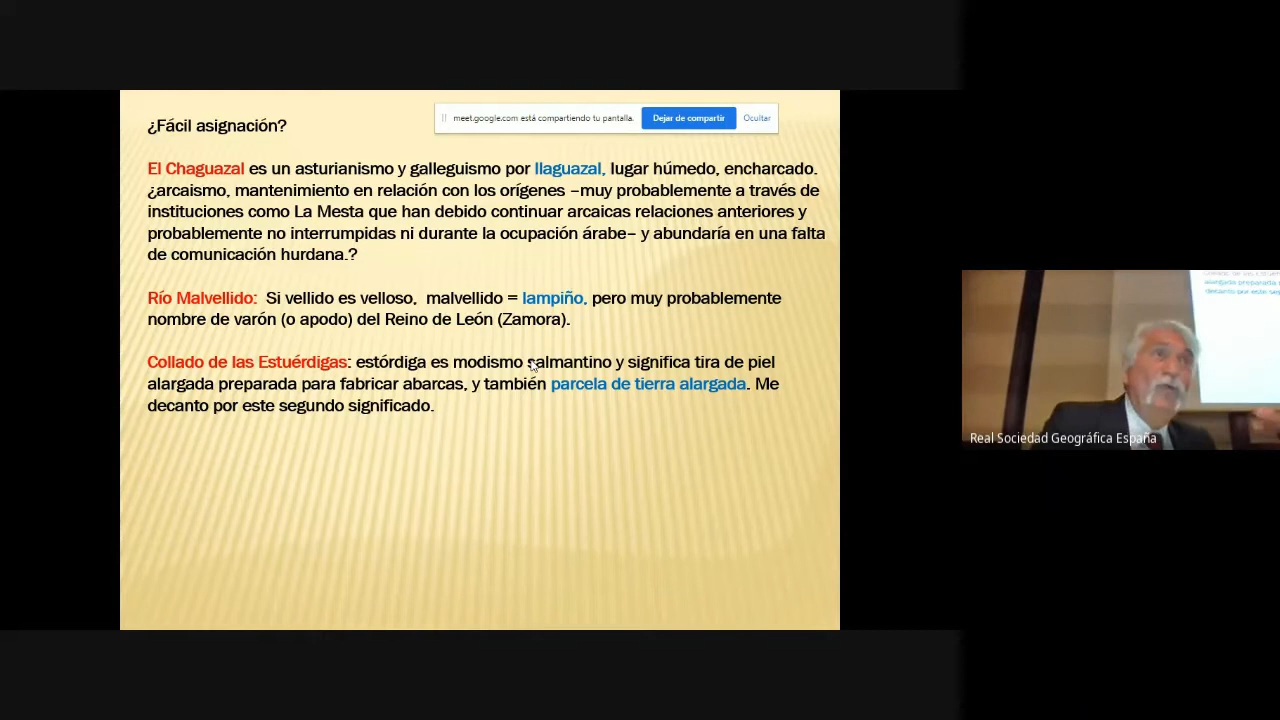 ¿Fácil asignación?
meet.google.com está compartiendo tu pantalla.
Dejar de compartir
Ocultar
El Chaguazal es un asturianismo y galleguismo por llaguazal, lugar húmedo, encharcado.
¿arcaismo, mantenimiento en relación con los orígenes –muy probablemente a través de
instituciones como La Mesta que han debido continuar arcaicas relaciones anteriores y
probablemente no interrumpidas ni durante la ocupación árabe– y abundaría en una falta
de comunicación hurdana.?
Río Malvellido: Si vellido es velloso, malvellido = lampiño, pero muy probablemente
nombre de varón (o apodo) del Reino de León (Zamora).
Collado de las Estuérdigas: estórdiga es modismo salmantino y significa tira de piel
alargada preparada para fabricar abarcas, y también parcela de tierra alargada. Me
decanto por este segundo significado.
Real Sociedad Geográfica España